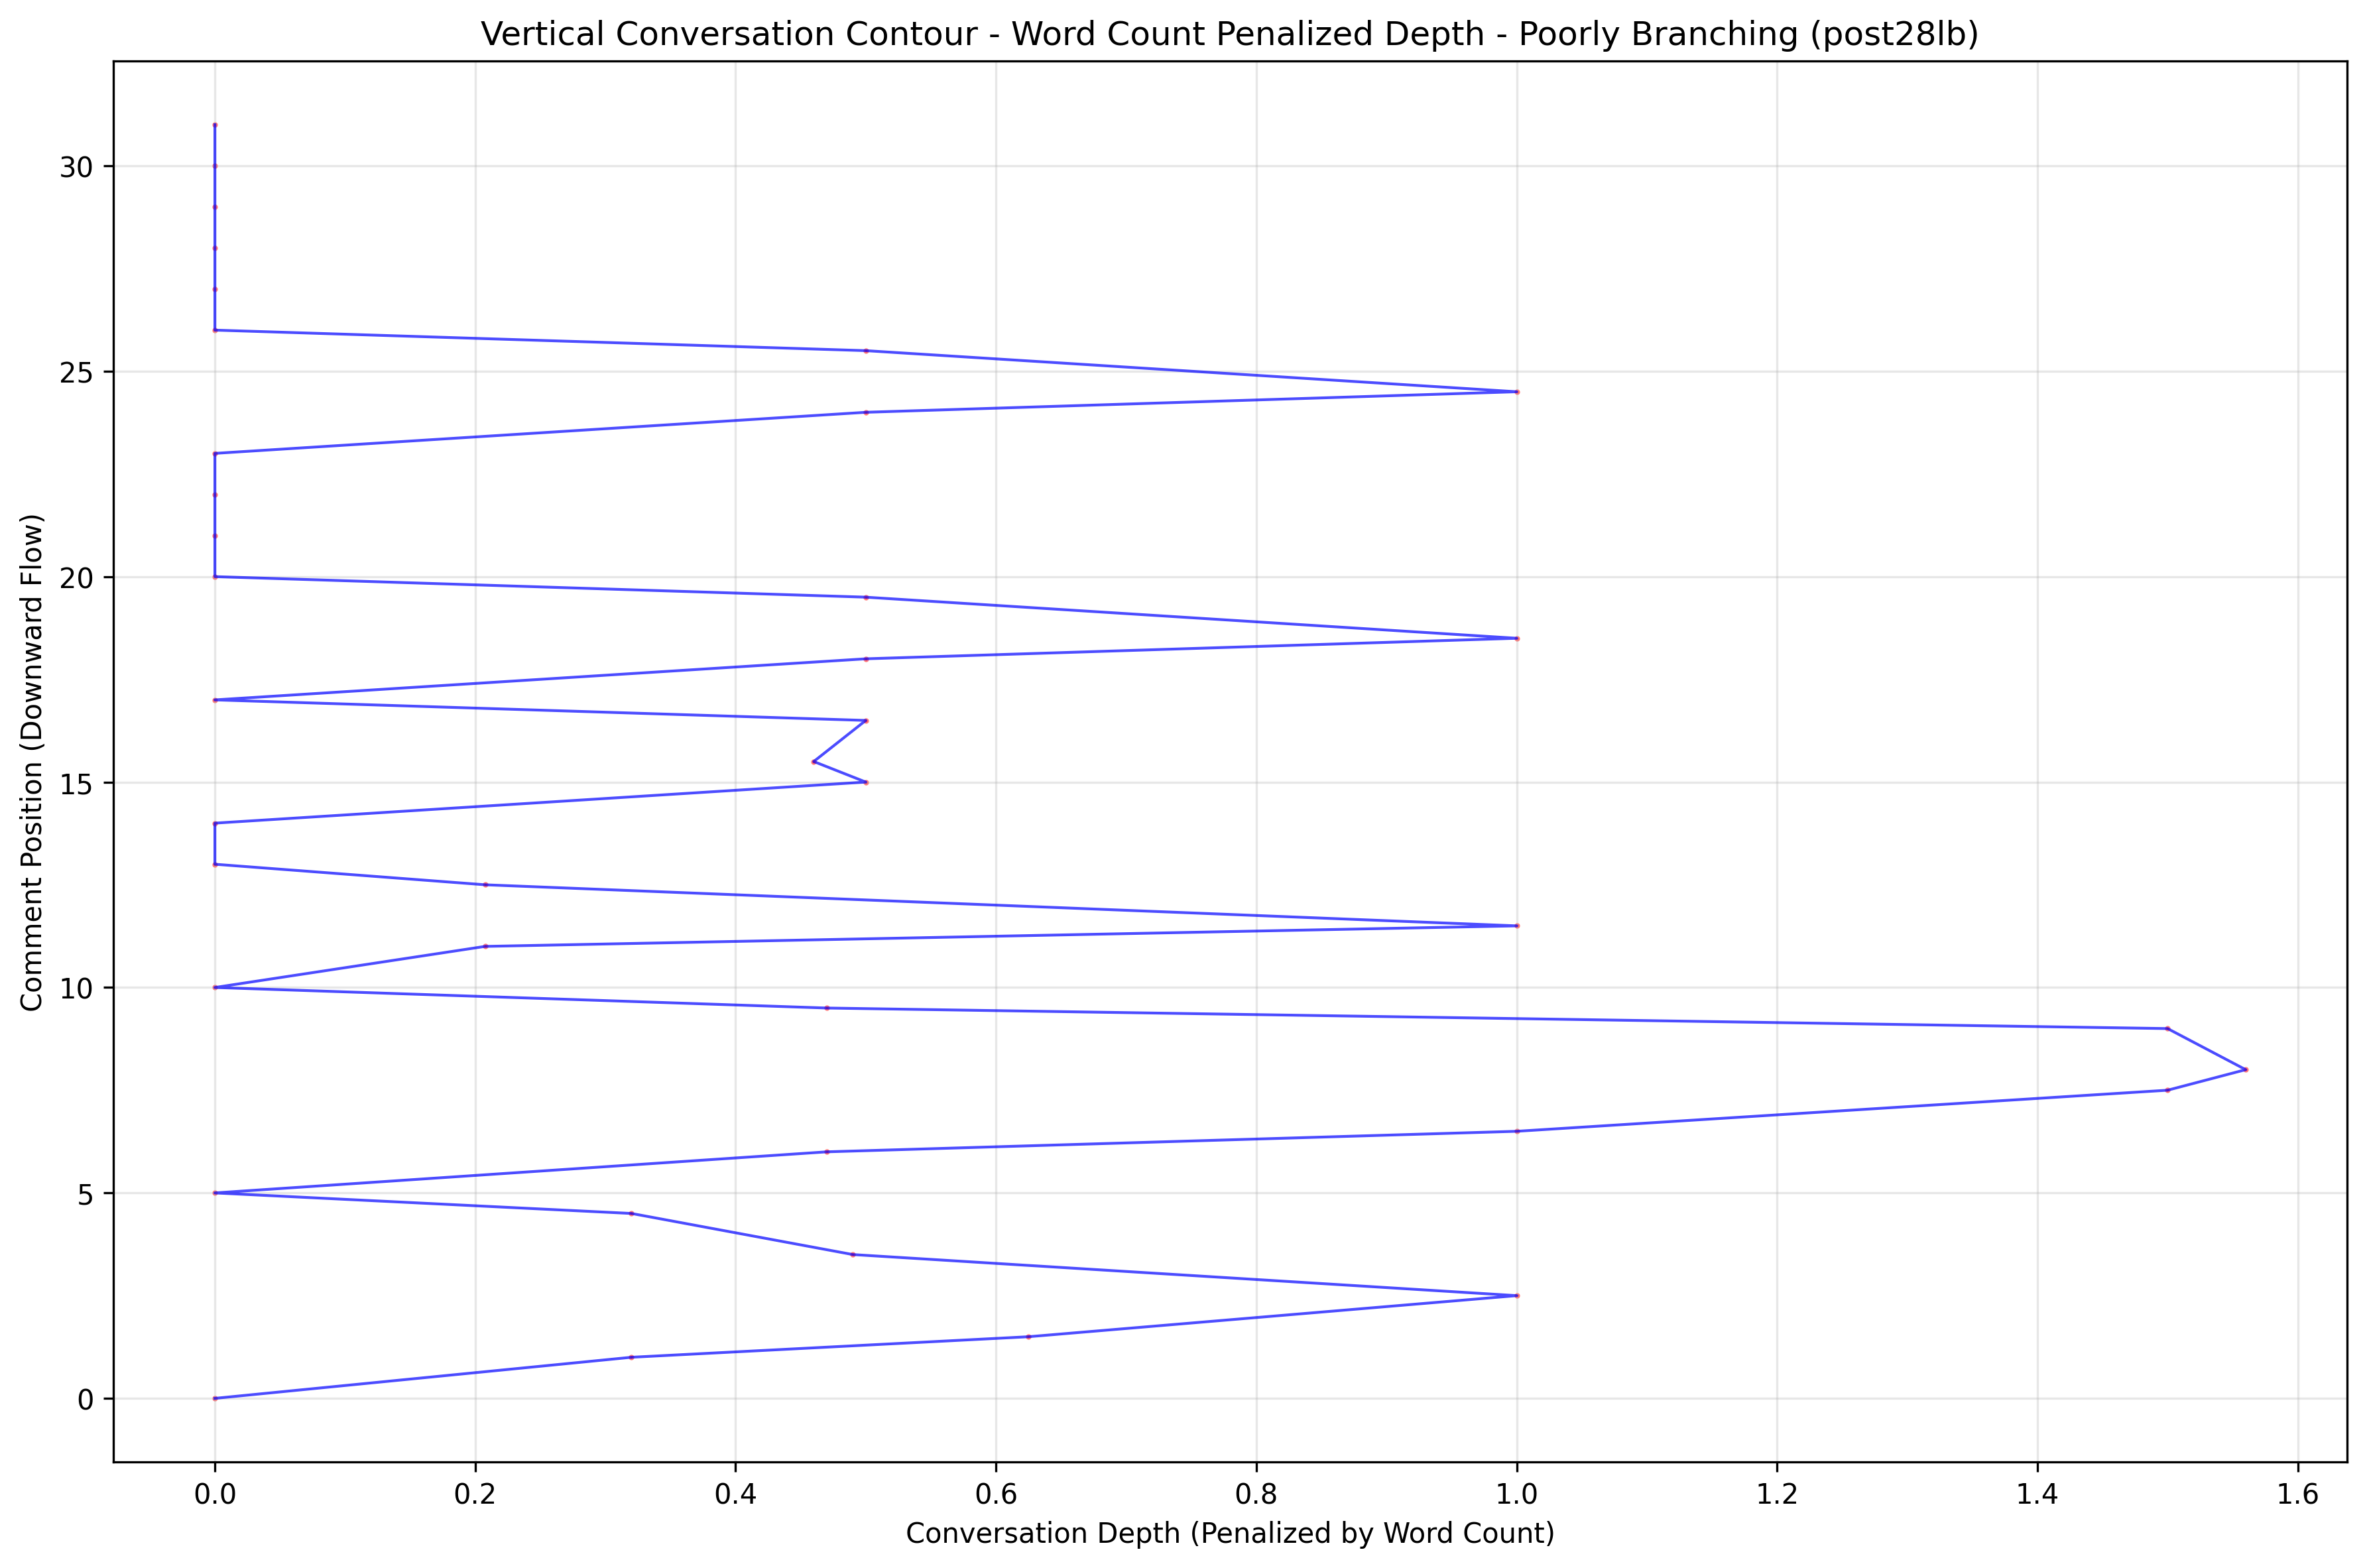 Vertical Conversation Contour - Word Count Penalized Depth - Poorly Branching (post28lb)
Comment Position (Downward Flow)
30
25
20
15
10
5
0
0.0 0.2 0.4 0.6 0.8 1.0 1.2 1.4 1.6
Conversation Depth (Penalized by Word Count)